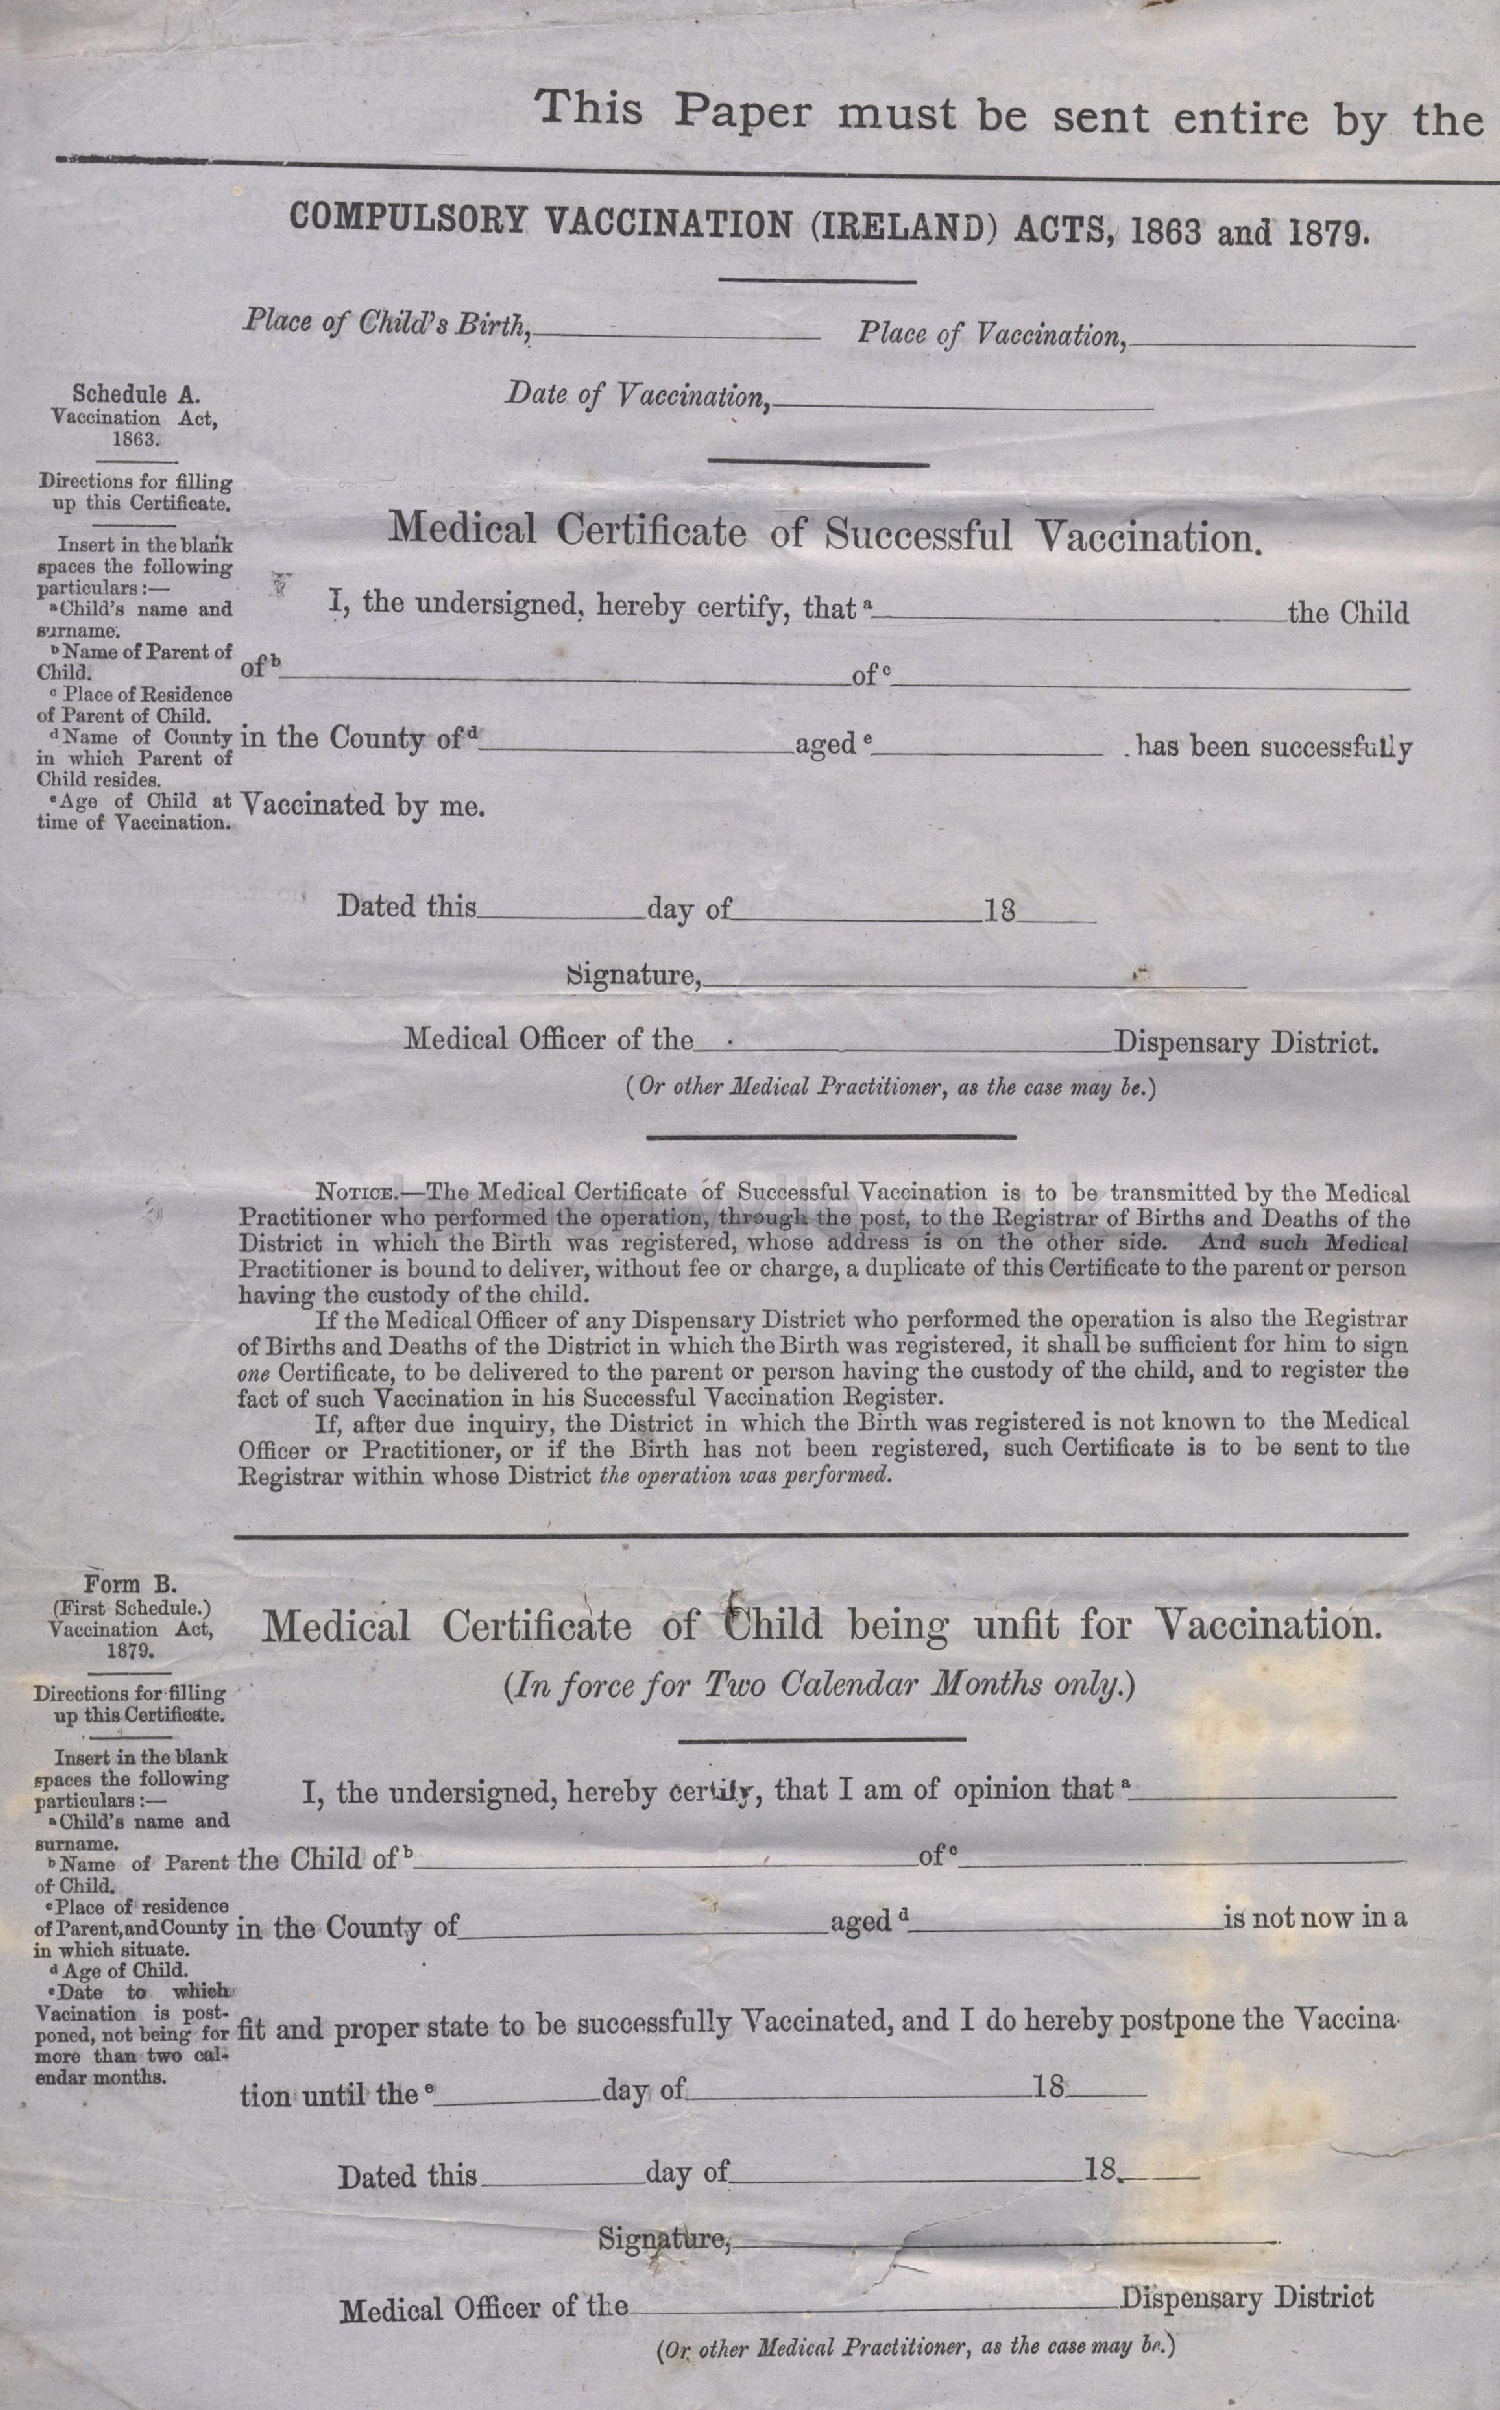 This Paper must be sent entire by the
COMPULSORY VACCINATION (IRELAND) ACTS, 1863 and 1879.
Place of Child's Birth, Place of Vaccination,
Date of Vaccination,
Schedule A.
Vaccination Act,
1863.
Directions for filling
up this Certificate.
Insert in the blank
spaces the following
particulars :—
a Child's name and
surname.
b Name of Parent of
Child.
c Place of Residence
of Parent of Child.
d Name of County
in which Parent of
Child resides.
e Age of Child at
time of Vaccination.
Medical Certificate of Successful Vaccination.
I, the undersigned, hereby certify, that a the Child
of b of c
in the County of d aged e has been successfully
Vaccinated by me.
Dated this day of 18
Signature,
Medical Officer of the Dispensary District.
(Or other Medical Practitioner, as the case may be.)
NOTICE.—The Medical Certificate of Successful Vaccination is to be transmitted by the Medical
Practitioner who performed the operation, through the post, to the Registrar of Births and Deaths of the
District in which the Birth was registered, whose address is on the other side. And such Medical
Practitioner is bound to deliver, without fee or charge, a duplicate of this Certificate to the parent or person
having the custody of the child.
If the Medical Officer of any Dispensary District who performed the operation is also the Registrar
of Births and Deaths of the District in which the Birth was registered, it shall be sufficient for him to sign
one Certificate, to be delivered to the parent or person having the custody of the child, and to register the
fact of such Vaccination in his Successful Vaccination Register.
If, after due inquiry, the District in which the Birth was registered is not known to the Medical
Officer or Practitioner, or if the Birth has not been registered, such Certificate is to be sent to the
Registrar within whose District the operation was performed.
Form B.
(First Schedule.)
Vaccination Act,
1879.
Directions for filling
up this Certificate.
Insert in the blank
spaces the following
particulars :—
a Child's name and
surname.
b Name of Parent
of Child.
c Place of residence
of Parent, and County
in which situate.
d Age of Child.
e Date to which
Vacination is post-
poned, not being for
more than two cal-
endar months.
Medical Certificate of Child being unfit for Vaccination.
(In force for Two Calendar Months only.)
I, the undersigned, hereby certify, that I am of opinion that a
the Child of b of c
in the County of aged d is not now in a
fit and proper state to be successfully Vaccinated, and I do hereby postpone the Vaccina-
tion until the e day of 18
Dated this day of 18
Signature,
Medical Officer of the Dispensary District
(Or other Medical Practitioner, as the case may be.)